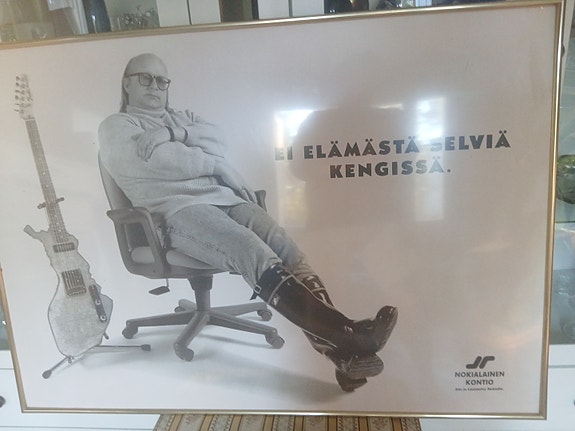 EI ELÄMÄSTÄ SELVIÄ
KENGISSÄ.
NOKIALAINEN
KONTIO